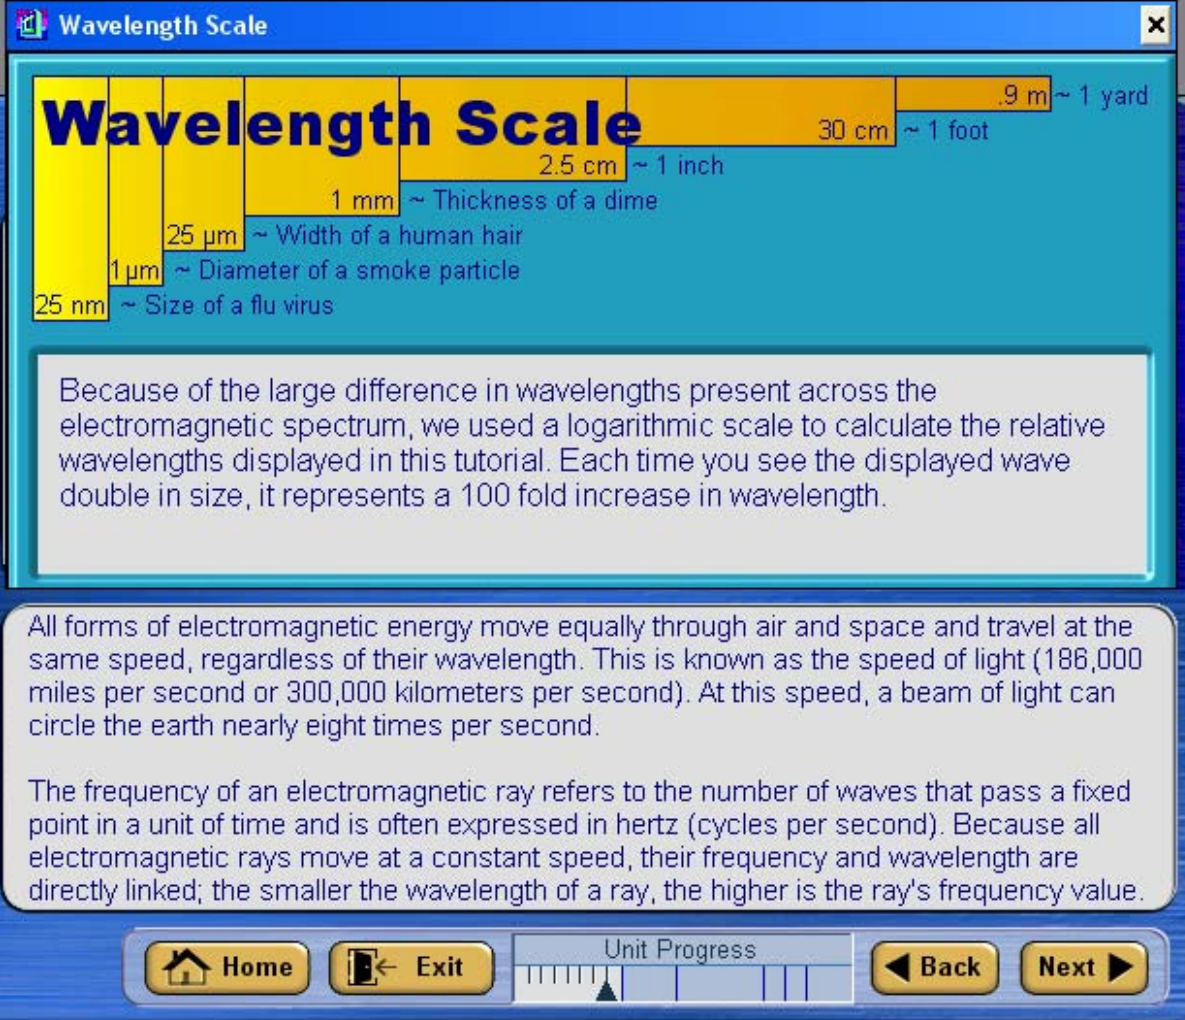 Wavelength Scale
Wavelength Scale
.9 m ~ 1 yard
30 cm ~ 1 foot
2.5 cm ~ 1 inch
1 mm ~ Thickness of a dime
25 µm ~ Width of a human hair
1 µm ~ Diameter of a smoke particle
25 nm ~ Size of a flu virus
Because of the large difference in wavelengths present across the
electromagnetic spectrum, we used a logarithmic scale to calculate the relative
wavelengths displayed in this tutorial. Each time you see the displayed wave
double in size, it represents a 100 fold increase in wavelength.
All forms of electromagnetic energy move equally through air and space and travel at the
same speed, regardless of their wavelength. This is known as the speed of light (186,000
miles per second or 300,000 kilometers per second). At this speed, a beam of light can
circle the earth nearly eight times per second.
The frequency of an electromagnetic ray refers to the number of waves that pass a fixed
point in a unit of time and is often expressed in hertz (cycles per second). Because all
electromagnetic rays move at a constant speed, their frequency and wavelength are
directly linked; the smaller the wavelength of a ray, the higher is the ray's frequency value.
Home Exit Unit Progress Back Next